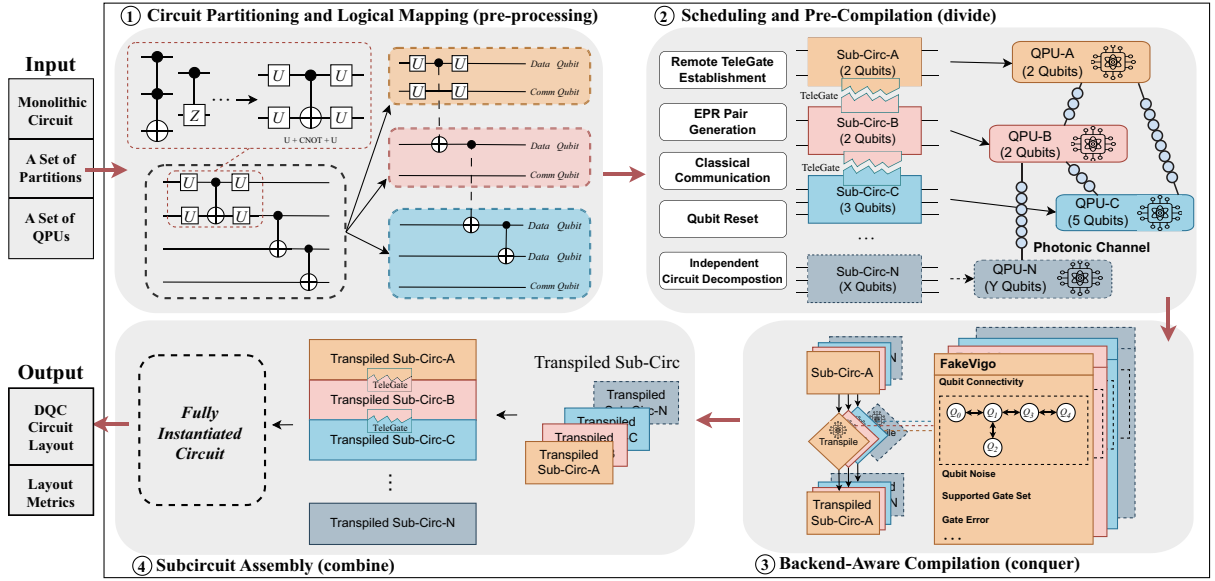 ① Circuit Partitioning and Logical Mapping (pre-processing)
② Scheduling and Pre-Compilation (divide)
Input
Monolithic
Circuit
A Set of
Partitions
A Set of
QPUs
Z
...
U
U
U
U
U + CNOT + U
U
U
U
U
U
U
Data Qubit
U
U
Comm Qubit
Data Qubit
Comm Qubit
Data Qubit
Data Qubit
Comm Qubit
Remote TeleGate
Establishment
EPR Pair
Generation
Classical
Communication
Qubit Reset
Independent
Circuit Decompostion
Sub-Circ-A
(2 Qubits)
TeleGate
Sub-Circ-B
(2 Qubits)
TeleGate
Sub-Circ-C
(3 Qubits)
...
Sub-Circ-N
(X Qubits)
QPU-A
(2 Qubits)
QPU-B
(2 Qubits)
QPU-C
(5 Qubits)
Photonic Channel
QPU-N
(Y Qubits)
Output
DQC
Circuit
Layout
Layout
Metrics
Fully
Instantiated
Circuit
Transpiled Sub-Circ-A
TeleGate
Transpiled Sub-Circ-B
TeleGate
Transpiled Sub-Circ-C
Transpiled Sub-Circ-N
Transpiled Sub-Circ
Transpiled
Sub-Circ-N
Transpiled
C
Transpiled
B
Transpiled
Sub-Circ-A
N
Sub-Circ-A
Transpile
pile
d
N
Transpiled
Sub-Circ-A
FakeVigo
Qubit Connectivity
Q0
Q1
Q3
Q4
Q2
Qubit Noise
Supported Gate Set
Gate Error
...
④ Subcircuit Assembly (combine)
③ Backend-Aware Compilation (conquer)